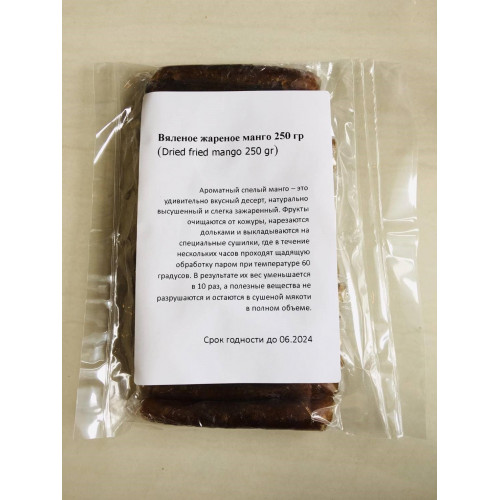 Вяленое жареное манго 250 гр
(Dried fried mango 250 gr)
Ароматный спелый манго – это
удивительно вкусный десерт, натурально
высушенный и слегка зажаренный. Фрукты
очищаются от кожуры, нарезаются
дольками и выкладываются на
специальные сушилки, где в течение
нескольких часов проходят щадящую
обработку паром при температуре 60
градусов. В результате их вес уменьшается
в 10 раз, а полезные вещества не
разрушаются и остаются в сушеной мякоти
в полном объеме.
Срок годности до 06.2024